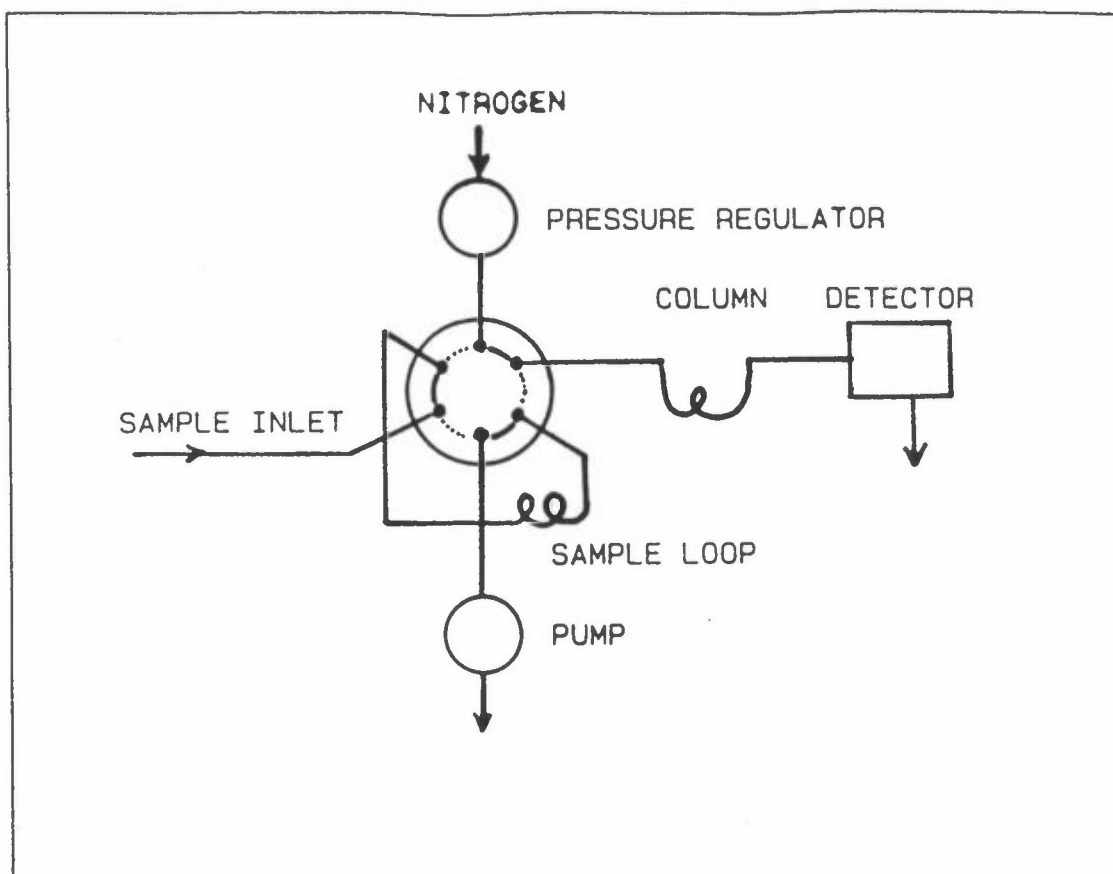 NITROGEN
PRESSURE REGULATOR
COLUMN DETECTOR
SAMPLE INLET
SAMPLE LOOP
PUMP